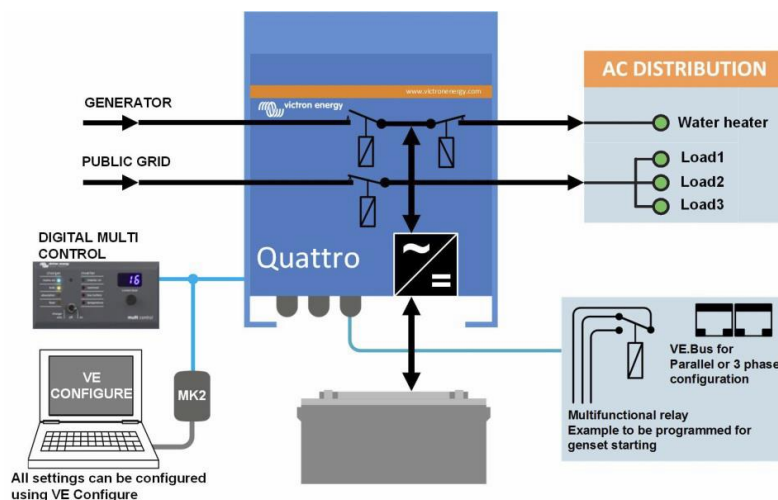 www.victronenergy.com
victron energy
GENERATOR
PUBLIC GRID
AC DISTRIBUTION
Water heater
Load1
Load2
Load3
Quattro
~
=
DIGITAL MULTI
CONTROL
16
multi control
VE
CONFIGURE
MK2
All settings can be configured
using VE Configure
VE.Bus for
Parallel or 3 phase
configuration
Multifunctional relay
Example to be programmed for
genset starting